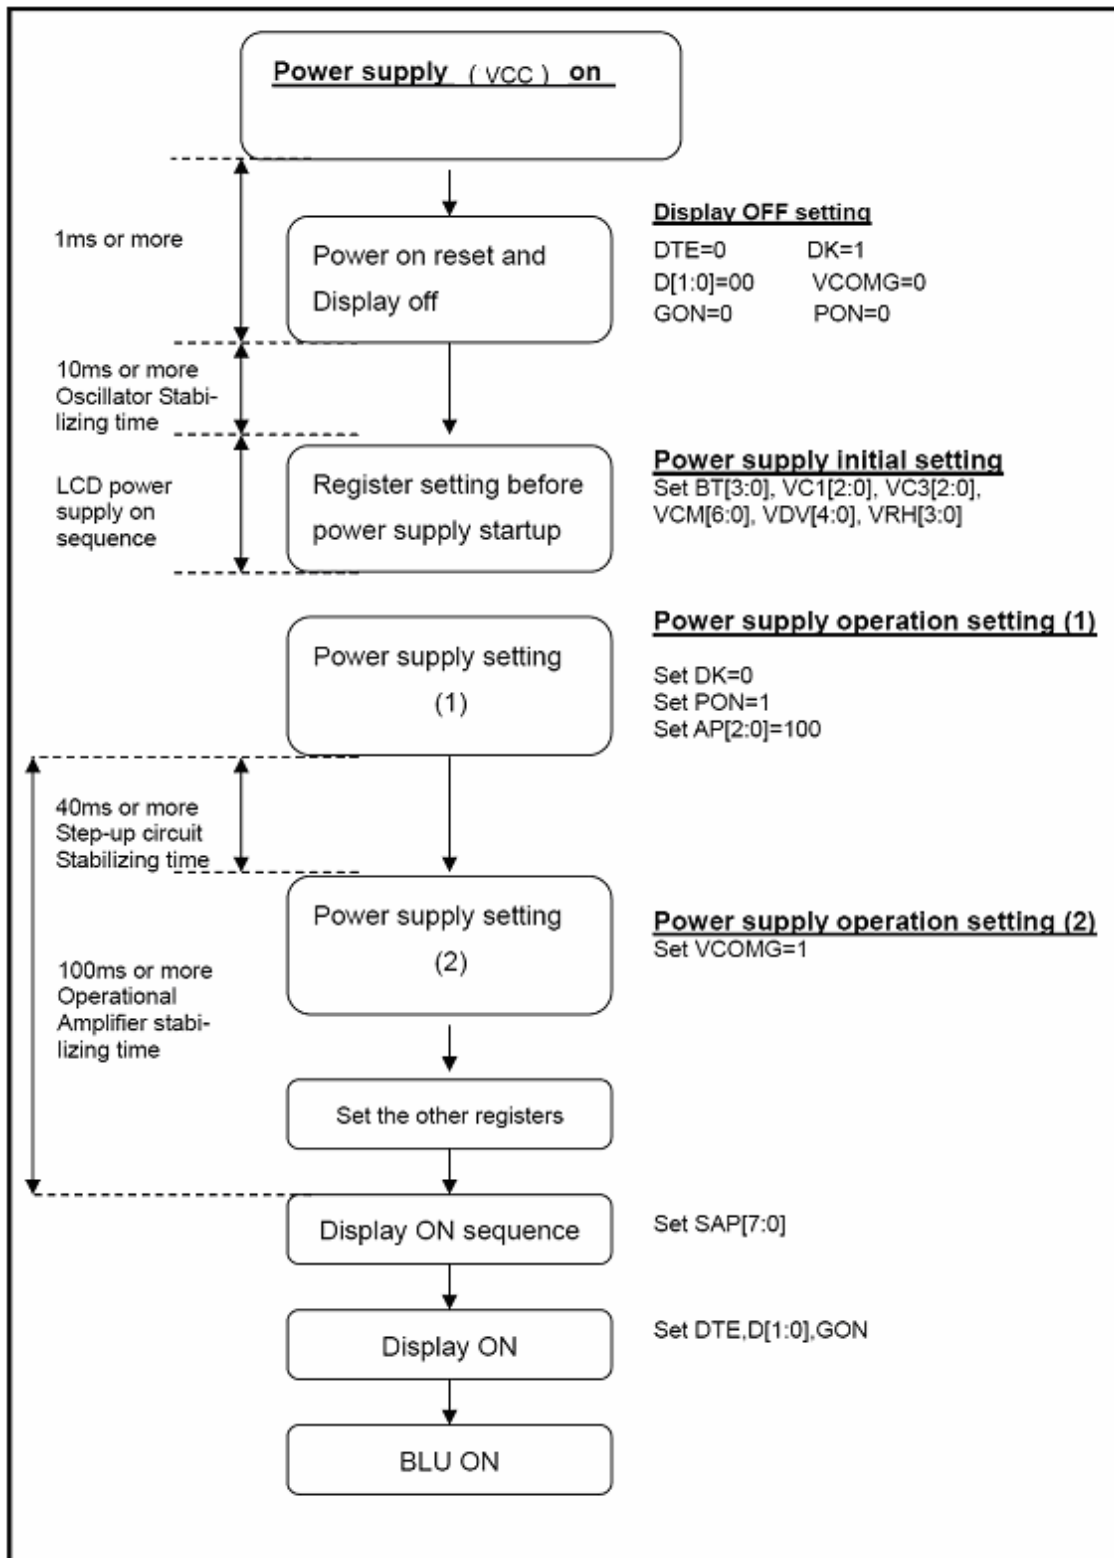 Power supply ( VCC ) on
1ms or more
Power on reset and
Display off
Display OFF setting
DTE=0 DK=1
D[1:0]=00 VCOMG=0
GON=0 PON=0
10ms or more
Oscillator Stabi-
lizing time
LCD power
supply on
sequence
Register setting before
power supply startup
Power supply initial setting
Set BT[3:0], VC1[2:0], VC3[2:0],
VCM[6:0], VDV[4:0], VRH[3:0]
Power supply setting
(1)
Power supply operation setting (1)
Set DK=0
Set PON=1
Set AP[2:0]=100
40ms or more
Step-up circuit
Stabilizing time
Power supply setting
(2)
Power supply operation setting (2)
Set VCOMG=1
100ms or more
Operational
Amplifier stabi-
lizing time
Set the other registers
Display ON sequence
Set SAP[7:0]
Display ON
Set DTE,D[1:0],GON
BLU ON